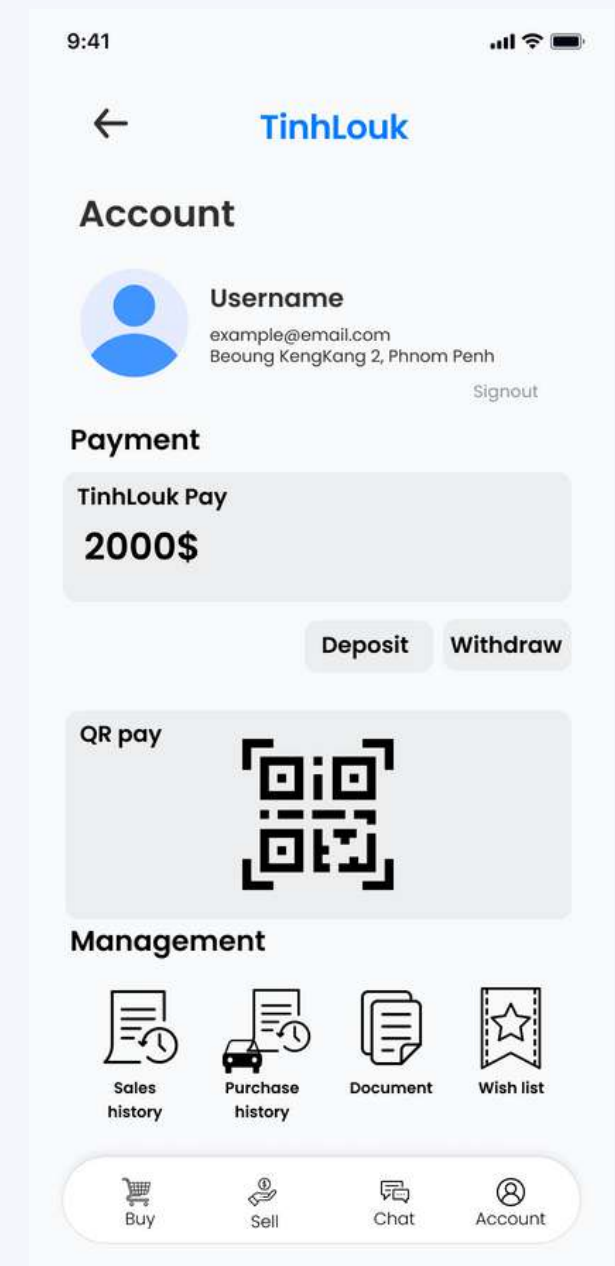 9:41
TinhLouk
Account
Username
example@email.com
Beoung KengKang 2, Phnom Penh
Signout
Payment
TinhLouk Pay
2000$
Deposit Withdraw
QR pay
Management
Sales history
Purchase history
Document
Wish list
Buy Sell Chat Account